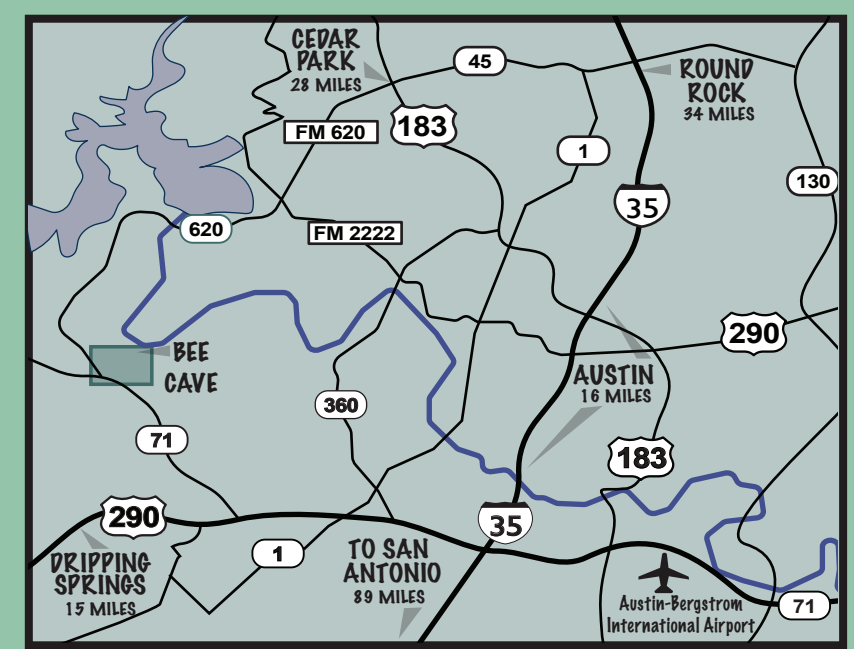 CEDAR
PARK
28 MILES
45
ROUND
ROCK
34 MILES
FM 620
183
1
130
35
620
FM 2222
290
BEE
CAVE
AUSTIN
16 MILES
360
71
183
290
35
DRIPPING
SPRINGS
15 MILES
1
TO SAN
ANTONIO
89 MILES
Austin-Bergstrom
International Airport
71